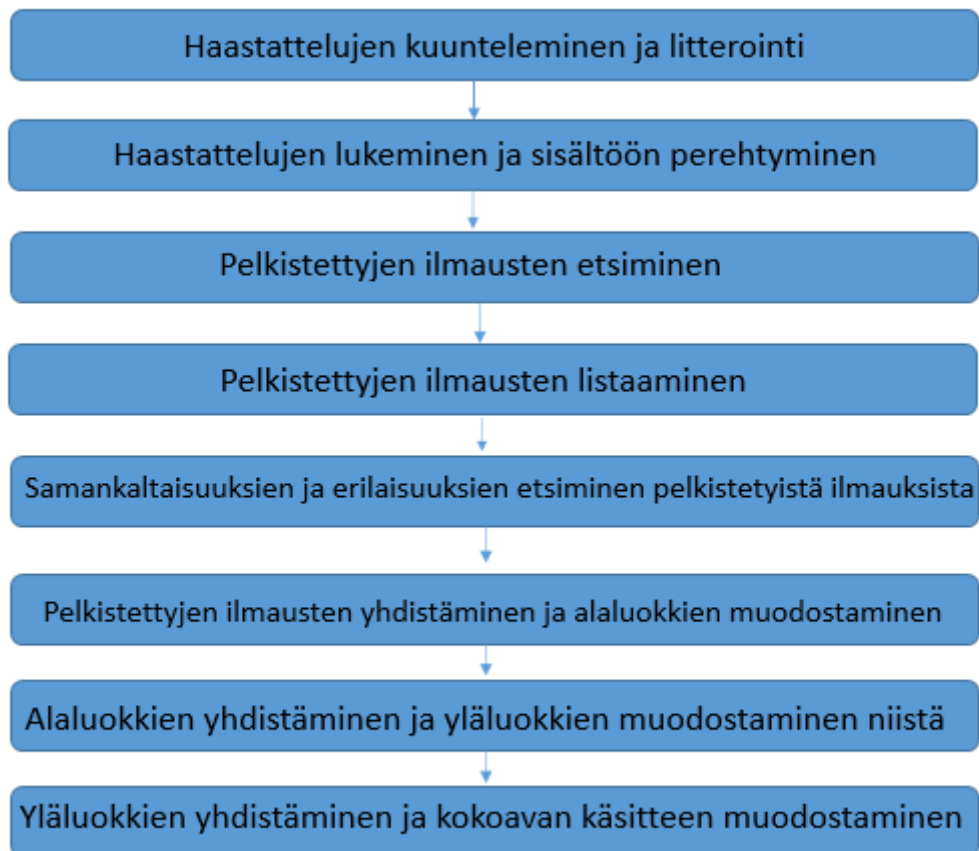 Haastattelujen kuunteleminen ja litterointi
Haastattelujen lukeminen ja sisältöön perehtyminen
Pelkistettyjen ilmausten etsiminen
Pelkistettyjen ilmausten listaaminen
Samankaltaisuuksien ja erilaisuuksien etsiminen pelkistetyistä ilmauksista
Pelkistettyjen ilmausten yhdistäminen ja alaluokkien muodostaminen
Alaluokkien yhdistäminen ja yläluokkien muodostaminen niistä
Yläluokkien yhdistäminen ja kokoavan käsitteen muodostaminen